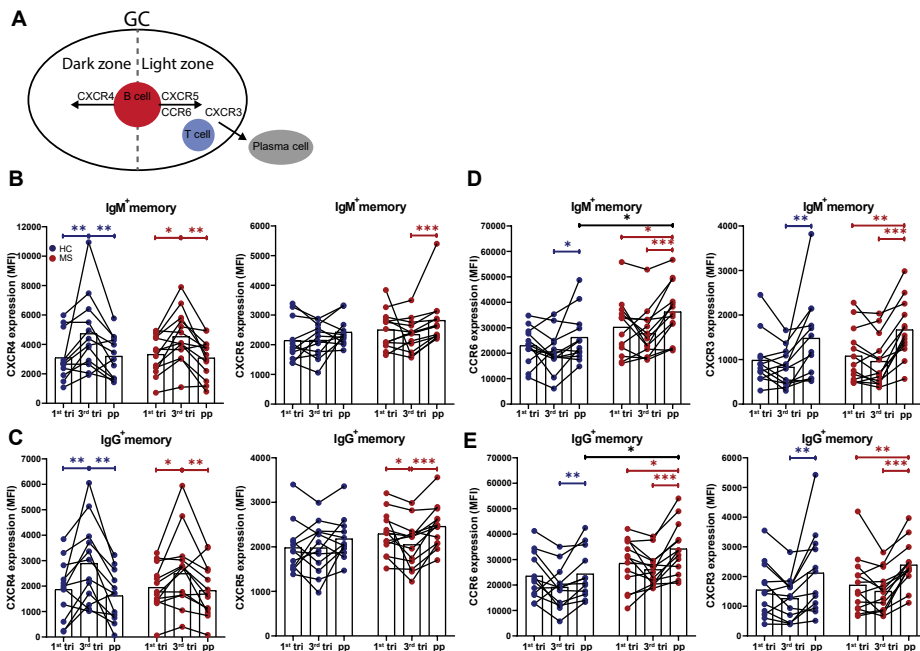 A
GC
Dark zone
Light zone
CXCR4
B cell
CXCR5
CCR6
CXCR3
T cell
Plasma cell
B
IgM+ memory
CXCR4 expression (MFI)
12000
10000
8000
6000
4000
2000
0
HC
MS
** ** * **
1st tri 3rd tri pp 1st tri 3rd tri pp
IgM+ memory
CXCR5 expression (MFI)
6000
5000
4000
3000
2000
1000
0
***
1st tri 3rd tri pp 1st tri 3rd tri pp
D
IgM+ memory
CCR6 expression (MFI)
70000
60000
50000
40000
30000
20000
10000
0
*
* * ***
1st tri 3rd tri pp 1st tri 3rd tri pp
CXCR3 expression (MFI)
4000
3000
2000
1000
0
IgM+ memory
** ** ***
1st tri 3rd tri pp 1st tri 3rd tri pp
C
IgG+ memory
CXCR4 expression (MFI)
7000
6000
5000
4000
3000
2000
1000
0
** ** * **
1st tri 3rd tri pp 1st tri 3rd tri pp
IgG+ memory
CXCR5 expression (MFI)
4000
3000
2000
1000
0
* ***
1st tri 3rd tri pp 1st tri 3rd tri pp
E
IgG+ memory
CCR6 expression (MFI)
70000
60000
50000
40000
30000
20000
10000
0
*
** * ***
1st tri 3rd tri pp 1st tri 3rd tri pp
IgG+ memory
CXCR3 expression (MFI)
6000
5000
4000
3000
2000
1000
0
** ** ***
1st tri 3rd tri pp 1st tri 3rd tri pp